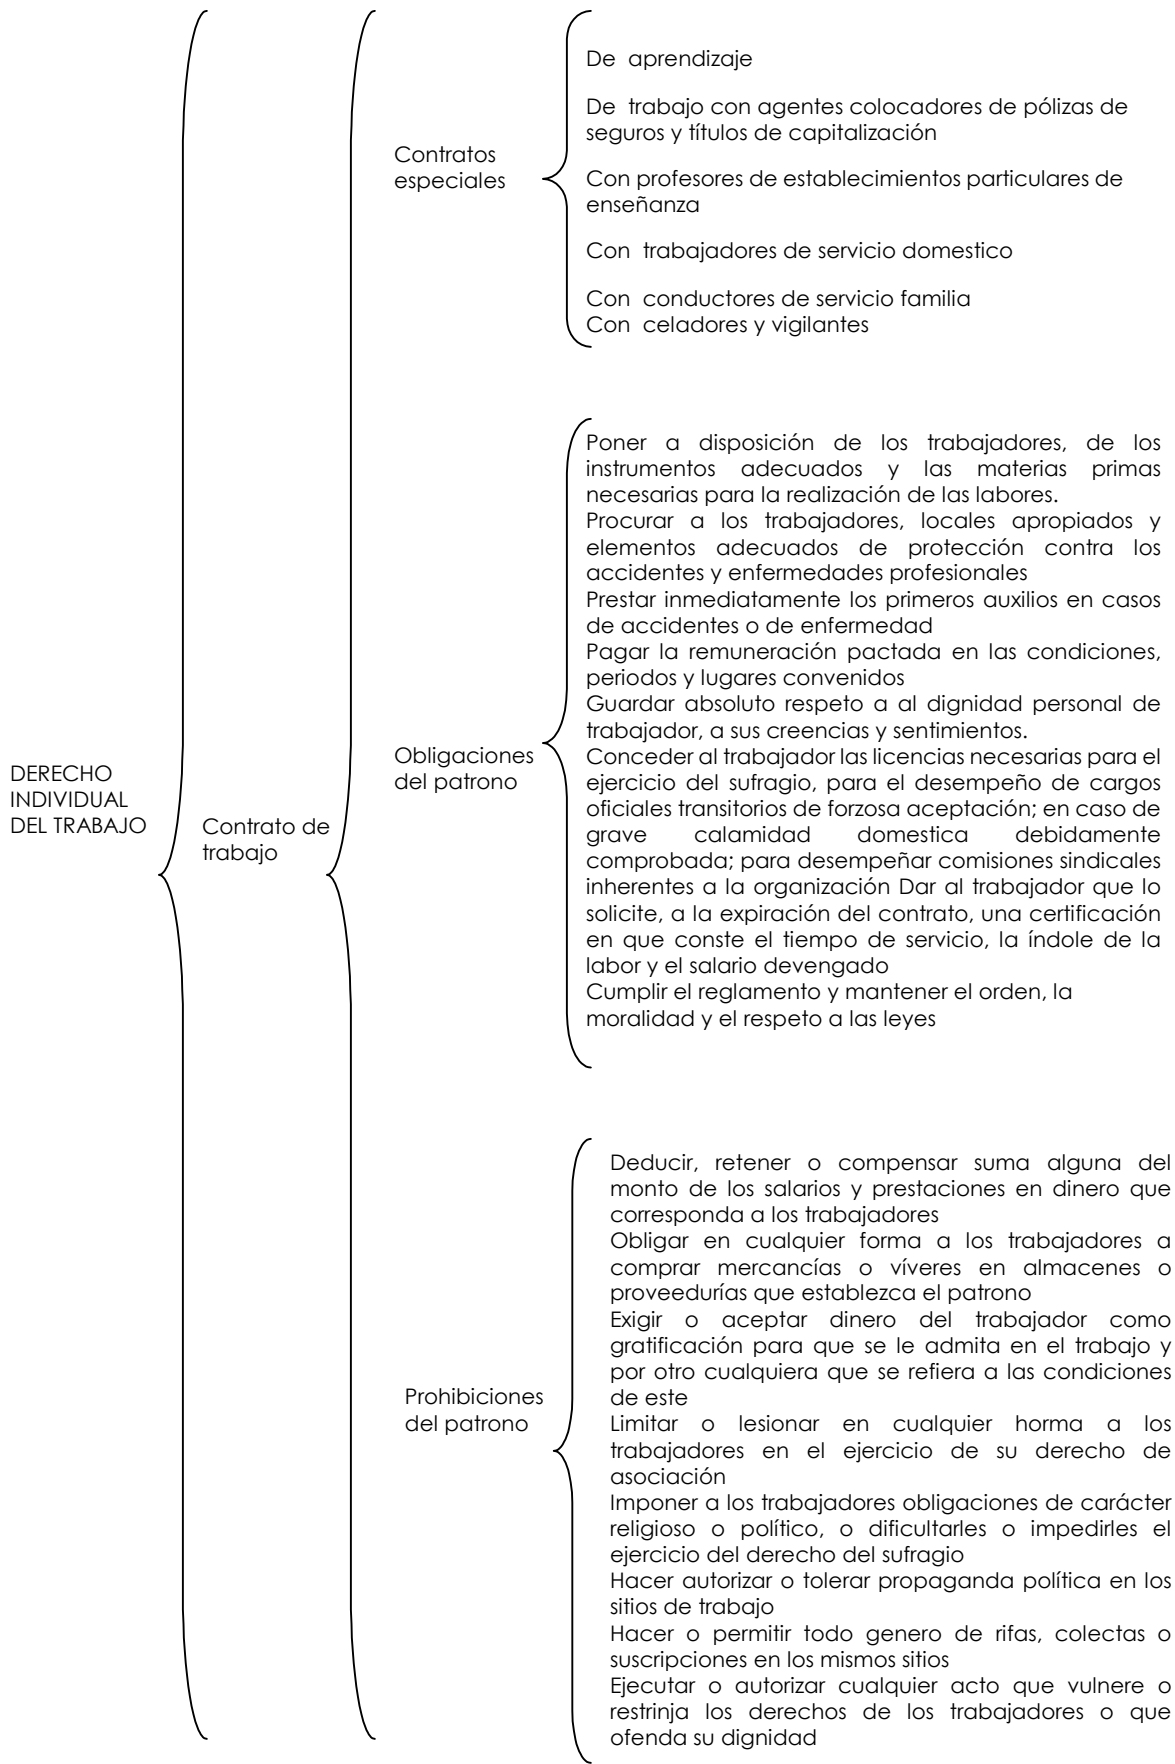 DERECHO
INDIVIDUAL
DEL TRABAJO
Contrato de
trabajo
Contratos
especiales
De aprendizaje
De trabajo con agentes colocadores de pólizas de
seguros y títulos de capitalización
Con profesores de establecimientos particulares de
enseñanza
Con trabajadores de servicio domestico
Con conductores de servicio familia
Con celadores y vigilantes
Obligaciones
del patrono
Poner a disposición de los trabajadores, de los
instrumentos adecuados y las materias primas
necesarias para la realización de las labores.
Procurar a los trabajadores, locales apropiados y
elementos adecuados de protección contra los
accidentes y enfermedades profesionales
Prestar inmediatamente los primeros auxilios en casos
de accidentes o de enfermedad
Pagar la remuneración pactada en las condiciones,
periodos y lugares convenidos
Guardar absoluto respeto a al dignidad personal de
trabajador, a sus creencias y sentimientos.
Conceder al trabajador las licencias necesarias para el
ejercicio del sufragio, para el desempeño de cargos
oficiales transitorios de forzosa aceptación; en caso de
grave calamidad domestica debidamente
comprobada; para desempeñar comisiones sindicales
inherentes a la organización Dar al trabajador que lo
solicite, a la expiración del contrato, una certificación
en que conste el tiempo de servicio, la índole de la
labor y el salario devengado
Cumplir el reglamento y mantener el orden, la
moralidad y el respeto a las leyes
Prohibiciones
del patrono
Deducir, retener o compensar suma alguna del
monto de los salarios y prestaciones en dinero que
corresponda a los trabajadores
Obligar en cualquier forma a los trabajadores a
comprar mercancías o víveres en almacenes o
proveedurías que establezca el patrono
Exigir o aceptar dinero del trabajador como
gratificación para que se le admita en el trabajo y
por otro cualquiera que se refiera a las condiciones
de este
Limitar o lesionar en cualquier horma a los
trabajadores en el ejercicio de su derecho de
asociación
Imponer a los trabajadores obligaciones de carácter
religioso o político, o dificultarles o impedirles el
ejercicio del derecho del sufragio
Hacer autorizar o tolerar propaganda política en los
sitios de trabajo
Hacer o permitir todo genero de rifas, colectas o
suscripciones en los mismos sitios
Ejecutar o autorizar cualquier acto que vulnere o
restrinja los derechos de los trabajadores o que
ofenda su dignidad